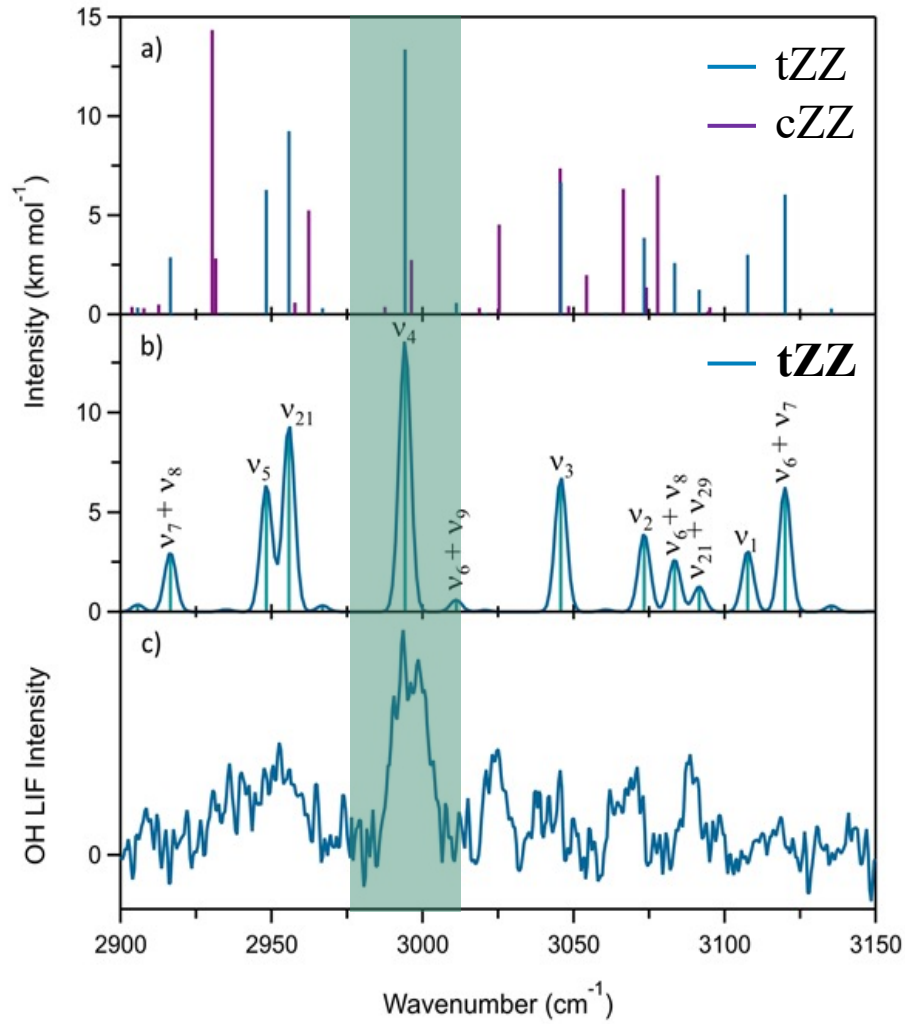 Intensity (km mol⁻¹)
15
10
5
0
a)
tZZ
cZZ
10
5
0
b)
tZZ
ν₇ + ν₈
ν₅
ν₂₁
ν₄
ν₆ + ν₉
ν₃
ν₂
ν₆ + ν₈
ν₂₁ + ν₂₉
ν₁
ν₆ + ν₇
OH LIF Intensity
0
c)
2900 2950 3000 3050 3100 3150
Wavenumber (cm⁻¹)